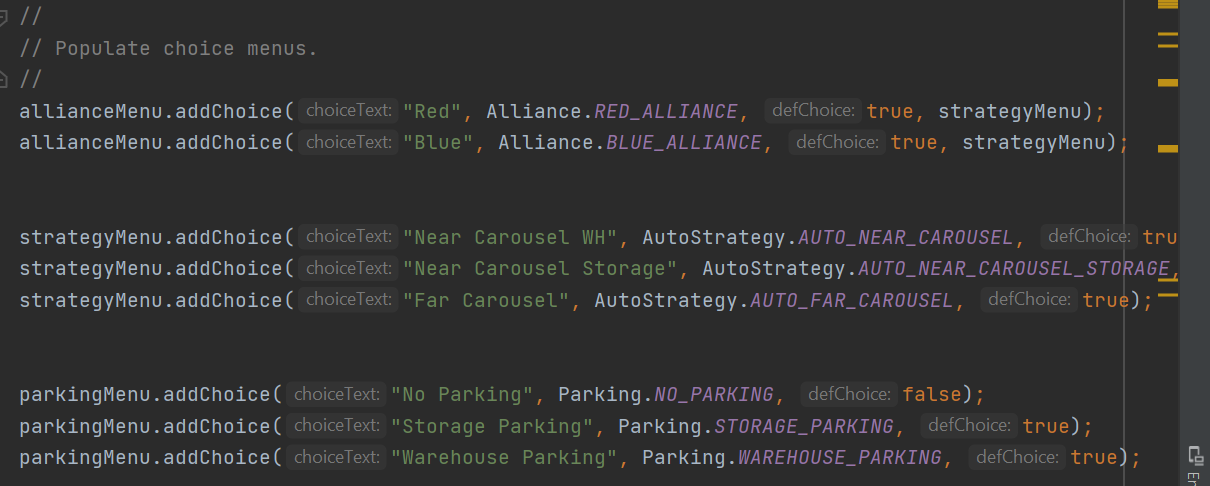 //
// Populate choice menus.
//
allianceMenu.addChoice( choiceText: "Red", Alliance.RED_ALLIANCE, defChoice: true, strategyMenu);
allianceMenu.addChoice( choiceText: "Blue", Alliance.BLUE_ALLIANCE, defChoice: true, strategyMenu);
strategyMenu.addChoice( choiceText: "Near Carousel WH", AutoStrategy.AUTO_NEAR_CAROUSEL, defChoice: tru
strategyMenu.addChoice( choiceText: "Near Carousel Storage", AutoStrategy.AUTO_NEAR_CAROUSEL_STORAGE,
strategyMenu.addChoice( choiceText: "Far Carousel", AutoStrategy.AUTO_FAR_CAROUSEL, defChoice: true);
parkingMenu.addChoice( choiceText: "No Parking", Parking.NO_PARKING, defChoice: false);
parkingMenu.addChoice( choiceText: "Storage Parking", Parking.STORAGE_PARKING, defChoice: true);
parkingMenu.addChoice( choiceText: "Warehouse Parking", Parking.WAREHOUSE_PARKING, defChoice: true);